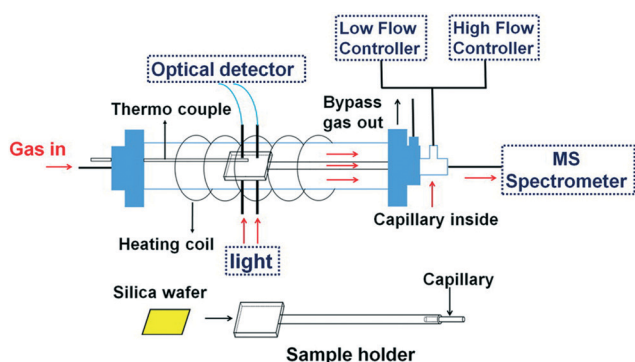 Low Flow
Controller
High Flow
Controller
Optical detector
Thermo couple
Bypass
gas out
Gas in
MS
Spectrometer
Heating coil
light
Capillary inside
Silica wafer
Capillary
Sample holder